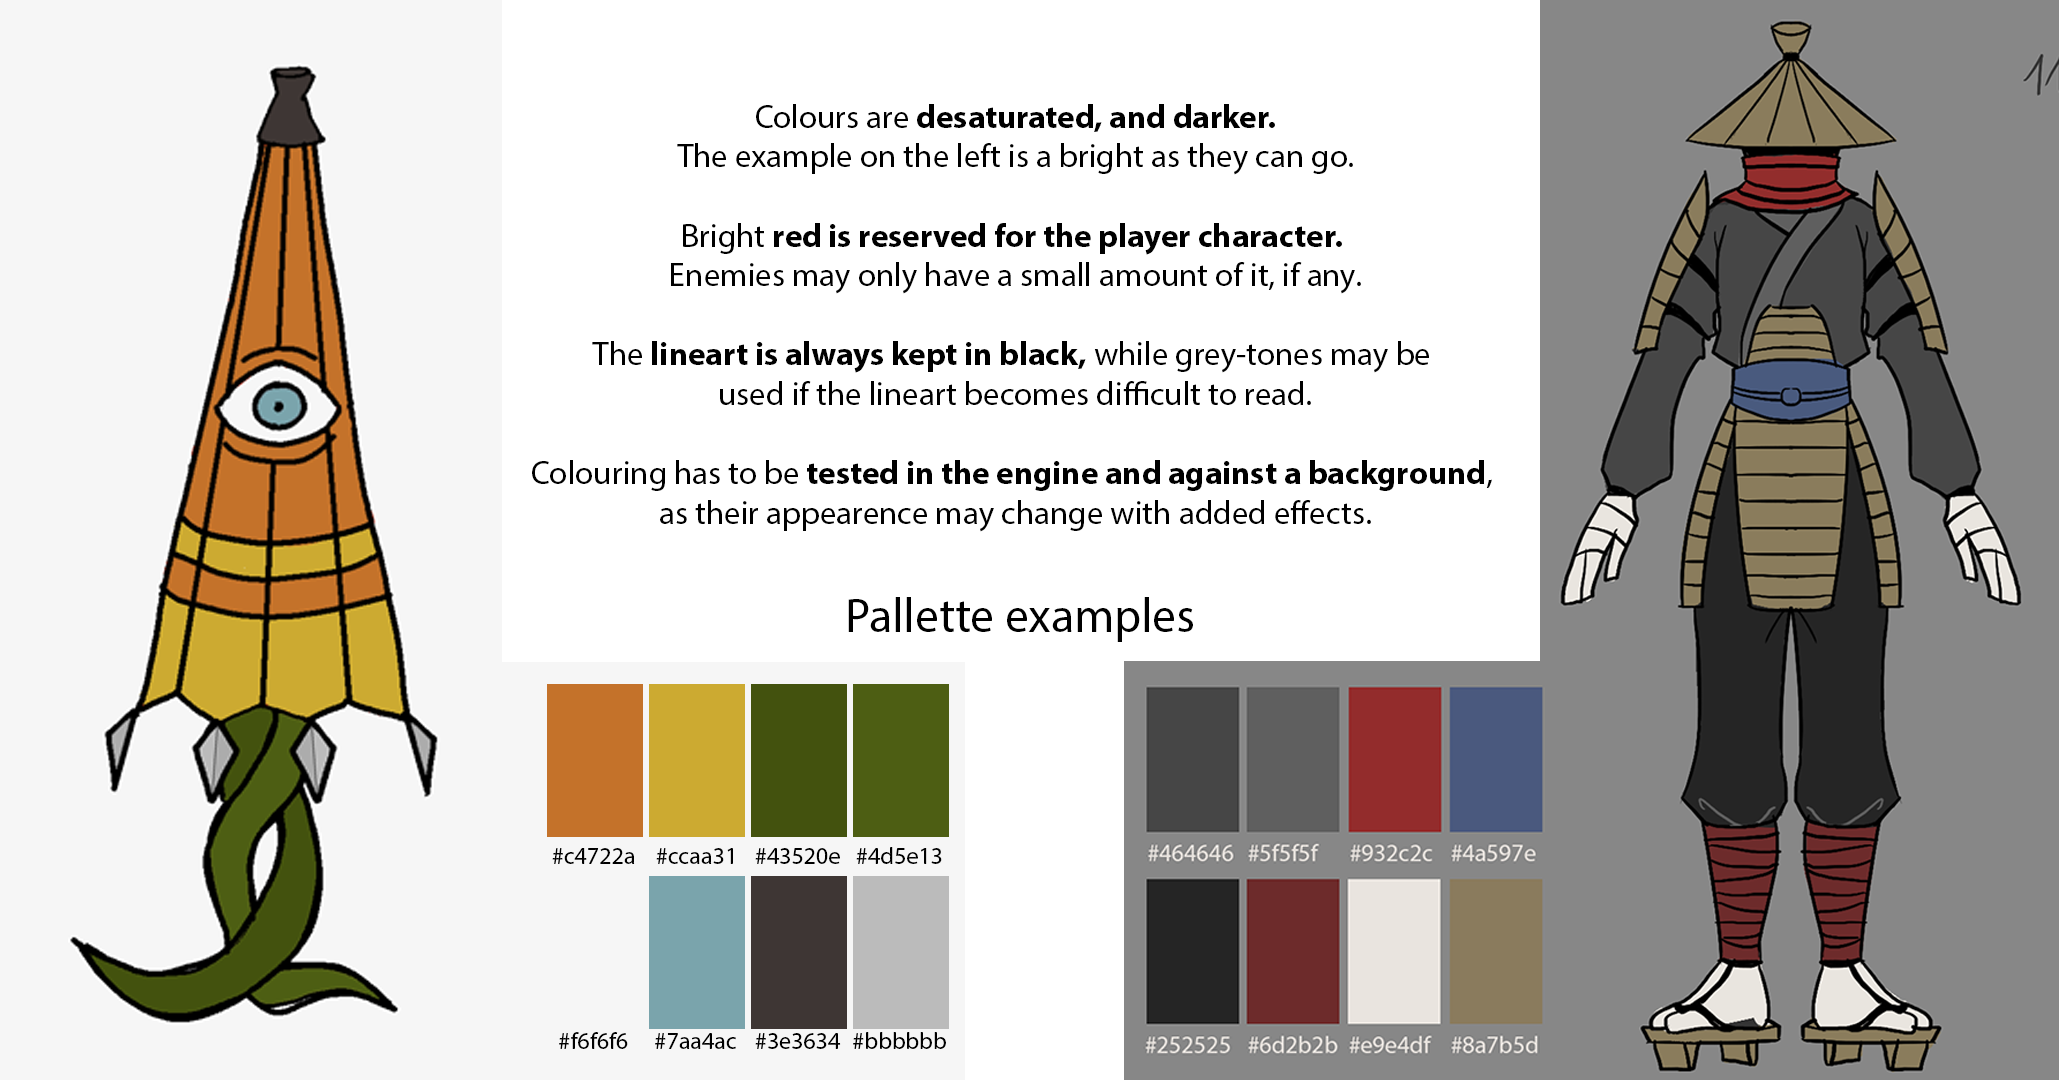 Colours are desaturated, and darker.
The example on the left is a bright as they can go.
Bright red is reserved for the player character.
Enemies may only have a small amount of it, if any.
The lineart is always kept in black, while grey-tones may be
used if the lineart becomes difficult to read.
Colouring has to be tested in the engine and against a background,
as their appearence may change with added effects.
Pallette examples
#c4722a #ccaa31 #43520e #4d5e13
#f6f6f6 #7aa4ac #3e3634 #bbbbbb
#464646 #5f5f5f #932c2c #4a597e
#252525 #6d2b2b #e9e4df #8a7b5d